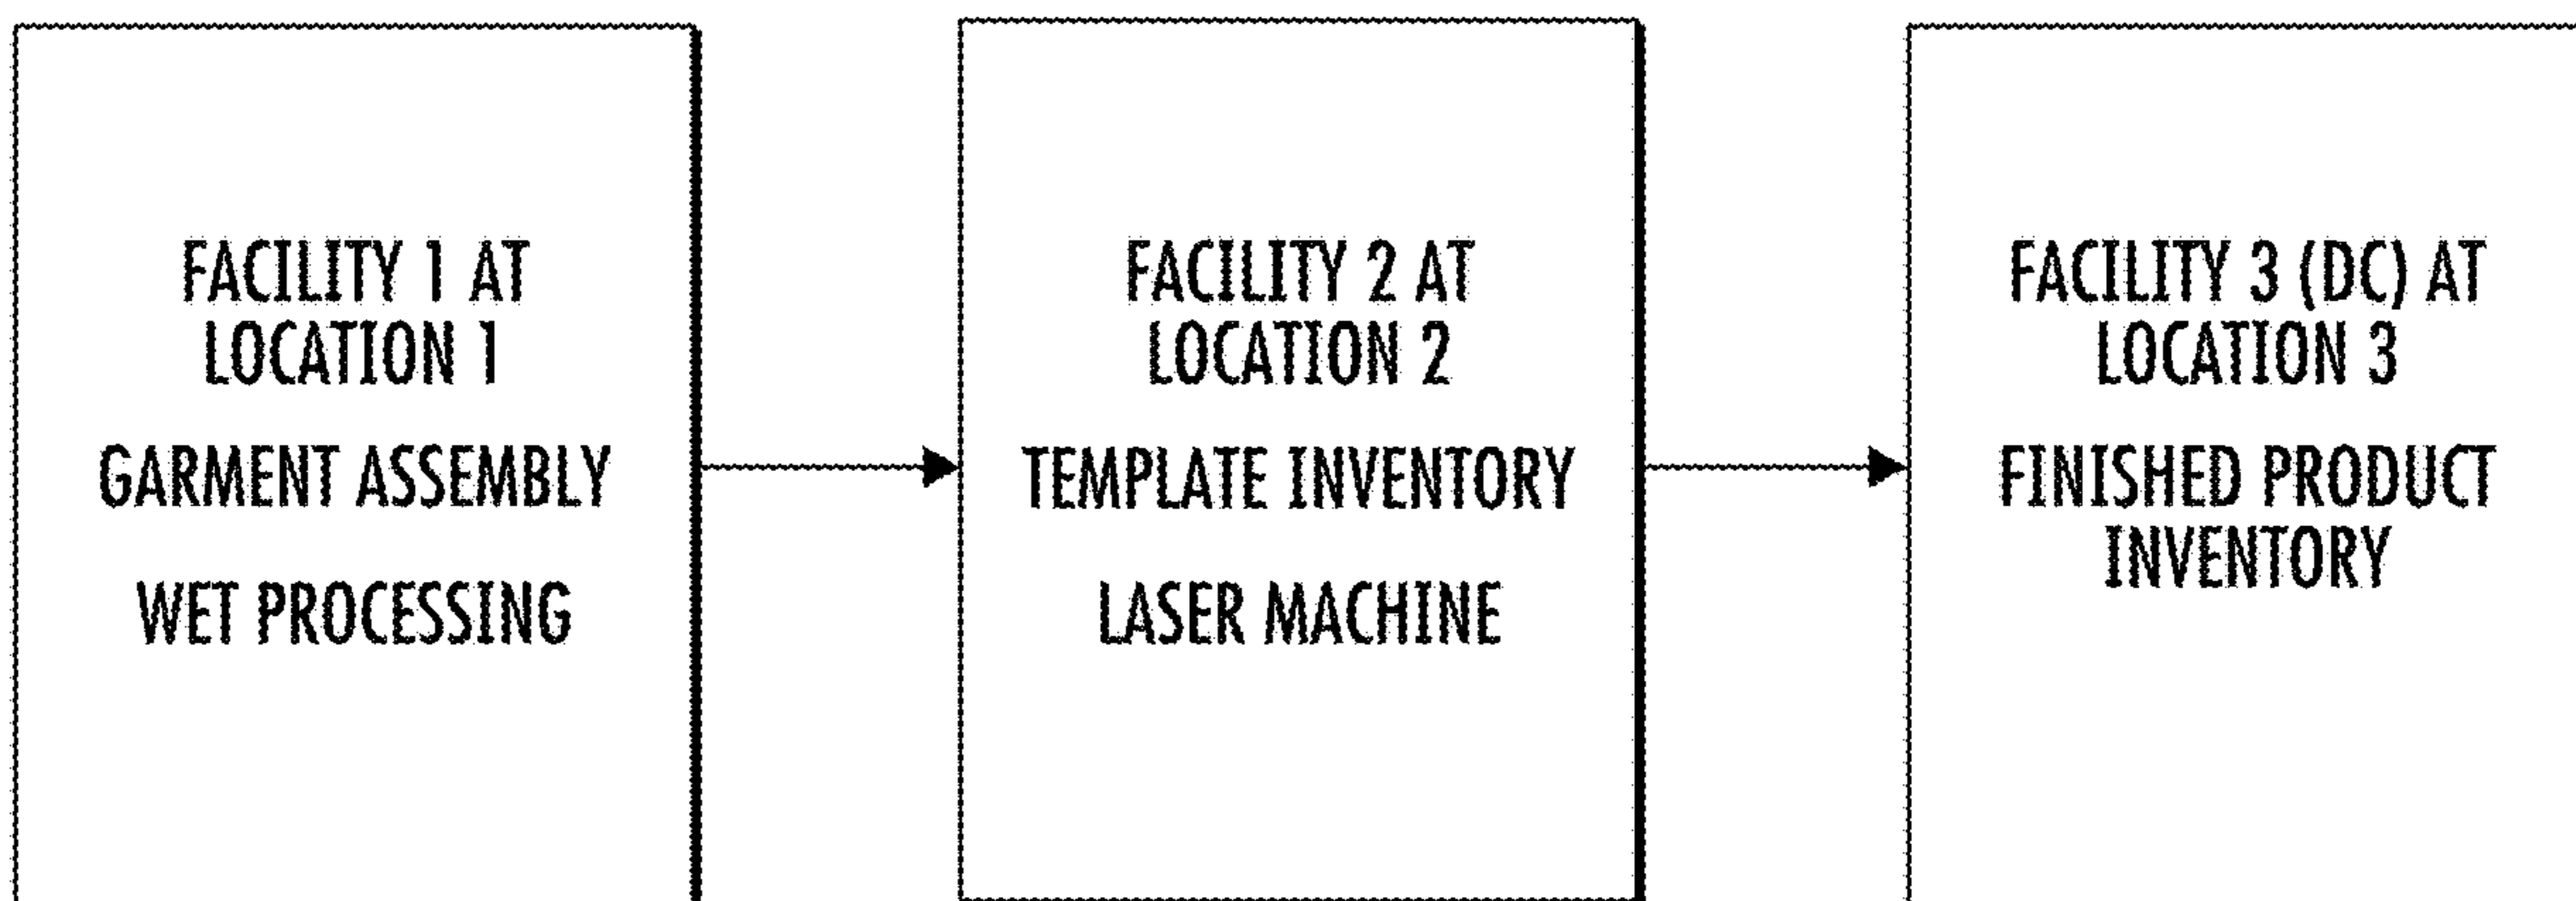 FACILITY 1 AT
LOCATION 1
GARMENT ASSEMBLY
WET PROCESSING
FACILITY 2 AT
LOCATION 2
TEMPLATE INVENTORY
LASER MACHINE
FACILITY 3 (DC) AT
LOCATION 3
FINISHED PRODUCT
INVENTORY